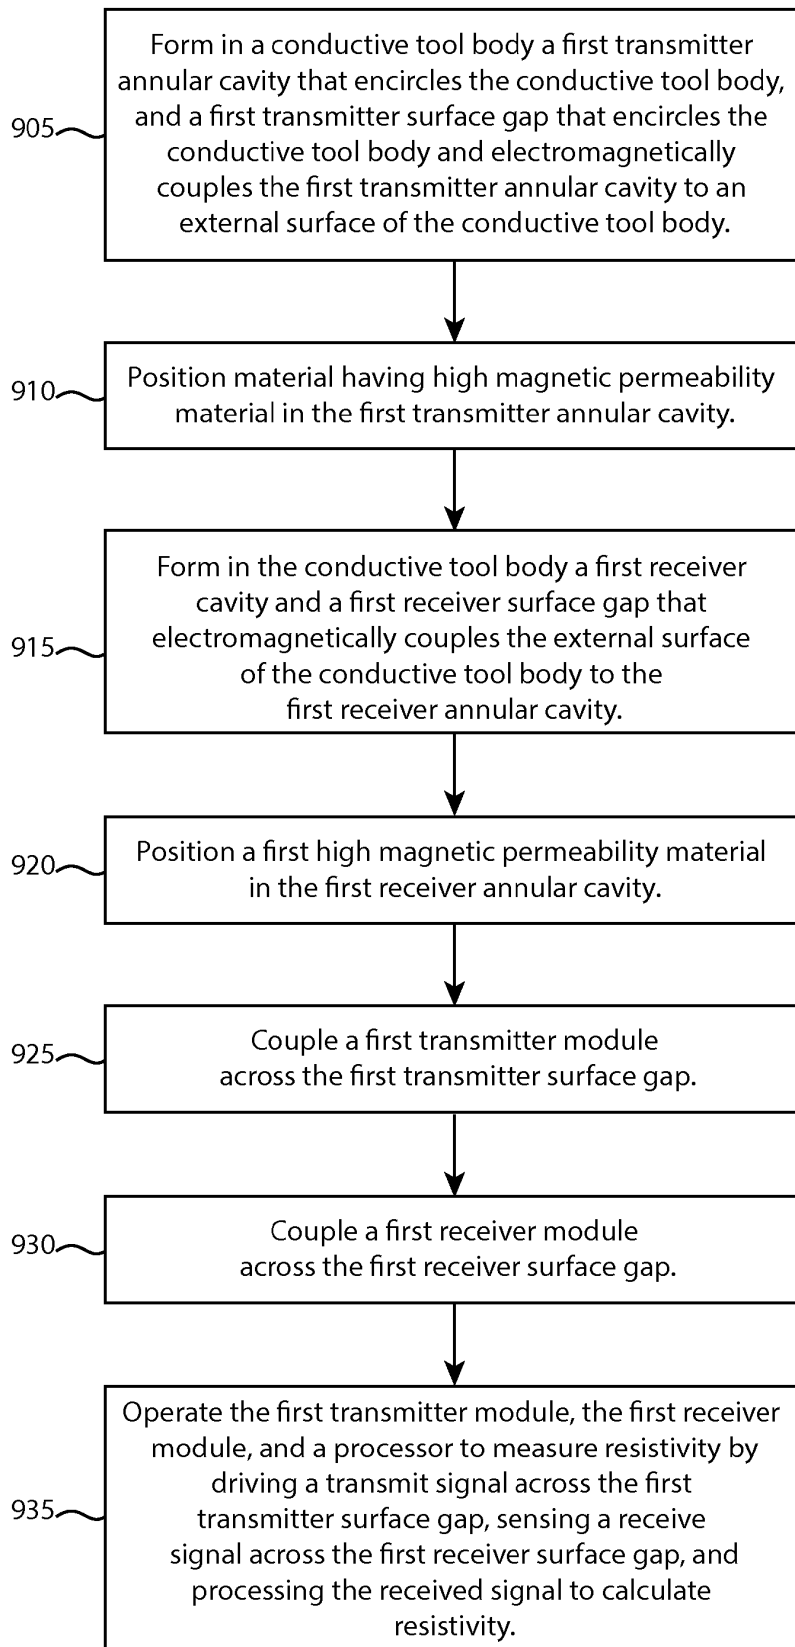 Form in a conductive tool body a first transmitter
annular cavity that encircles the conductive tool body,
and a first transmitter surface gap that encircles the
905
conductive tool body and electromagnetically
couples the first transmitter annular cavity to an
external surface of the conductive tool body.
910
Position material having high magnetic permeability
material in the first transmitter annular cavity.
Form in the conductive tool body a first receiver
cavity and a first receiver surface gap that
915
electromagnetically couples the external surface
of the conductive tool body to the
first receiver annular cavity.
920
Position a first high magnetic permeability material
in the first receiver annular cavity.
925
Couple a first transmitter module
across the first transmitter surface gap.
930
Couple a first receiver module
across the first receiver surface gap.
Operate the first transmitter module, the first receiver
module, and a processor to measure resistivity by
driving a transmit signal across the first
935
transmitter surface gap, sensing a receive
signal across the first receiver surface gap, and
processing the received signal to calculate
resistivity.